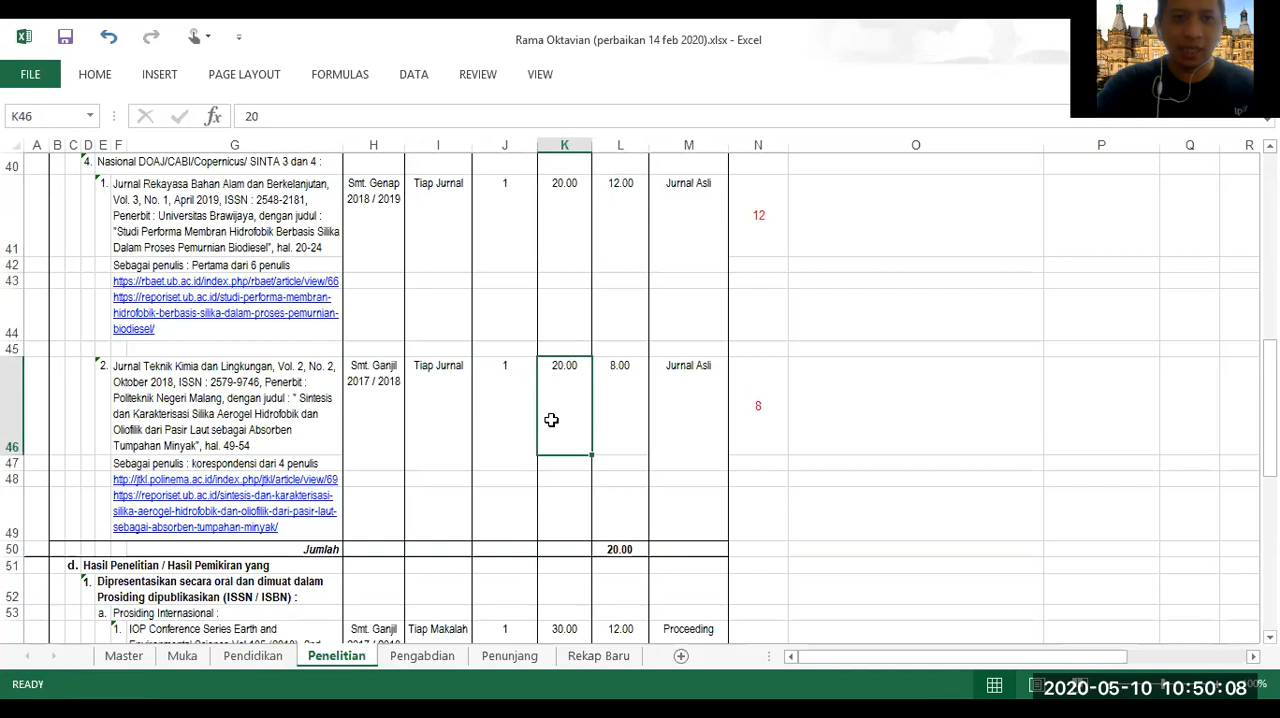 Rama Oktavian (perbaikan 14 feb 2020).xlsx - Excel
FILE HOME INSERT PAGE LAYOUT FORMULAS DATA REVIEW VIEW
K46 fx 20
A B C D E F G H I J K L M N O P Q R
40 4. Nasional DOAJ/CABI/Copernicus/ SINTA 3 dan 4 :
1. Jurnal Rekayasa Bahan Alam dan Berkelanjutan, Smt. Genap Tiap Jurnal 1 20.00 12.00 Jurnal Asli
Vol. 3, No. 1, April 2019, ISSN : 2548-2181, 2018 / 2019
Penerbit : Universitas Brawijaya, dengan judul : 12
"Studi Performa Membran Hidrofobik Berbasis Silika
41 Dalam Proses Pemurnian Biodiesel", hal. 20-24
42 Sebagai penulis : Pertama dari 6 penulis
43 https://rbaet.ub.ac.id/index.php/rbaet/article/view/66
https://reporiset.ub.ac.id/studi-performa-membran-
hidrofobik-berbasis-silika-dalam-proses-pemurnian-
44 biodiesel/
45
2. Jurnal Teknik Kimia dan Lingkungan, Vol. 2, No. 2, Smt. Ganjil Tiap Jurnal 1 20.00 8.00 Jurnal Asli
Oktober 2018, ISSN : 2579-9746, Penerbit : 2017 / 2018
Politeknik Negeri Malang, dengan judul : " Sintesis
dan Karakterisasi Silika Aerogel Hidrofobik dan 8
Oliofilik dari Pasir Laut sebagai Absorben
46 Tumpahan Minyak", hal. 49-54
47 Sebagai penulis : korespondensi dari 4 penulis
48 http://jtkl.polinema.ac.id/index.php/jtkl/article/view/69
https://reporiset.ub.ac.id/sintesis-dan-karakterisasi-
silika-aerogel-hidrofobik-dan-oliofilik-dari-pasir-laut-
49 sebagai-absorben-tumpahan-minyak/
50 Jumlah 20.00
51 d. Hasil Penelitian / Hasil Pemikiran yang
1. Dipresentasikan secara oral dan dimuat dalam
52 Prosiding dipublikasikan (ISSN / ISBN) :
53 a. Prosiding Internasional :
1. IOP Conference Series Earth and Smt. Ganjil Tiap Makalah 1 30.00 12.00 Proceeding
Master Muka Pendidikan Penelitian Pengabdian Penunjang Rekap Baru
READY
2020-05-10 10:50:08